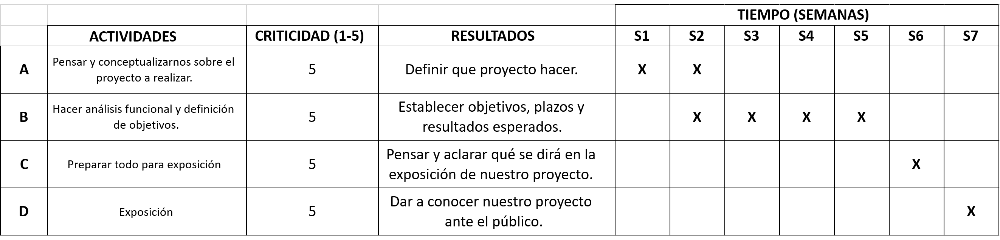 TIEMPO (SEMANAS)
ACTIVIDADES CRITICIDAD (1-5) RESULTADOS S1 S2 S3 S4 S5 S6 S7
A
Pensar y conceptualizarnos sobre el
proyecto a realizar.
5
Definir que proyecto hacer.
X X
B
Hacer análisis funcional y definición
de objetivos.
5
Establecer objetivos, plazos y
resultados esperados.
X X X X
C
Preparar todo para exposición
5
Pensar y aclarar qué se dirá en la
exposición de nuestro proyecto.
X
D
Exposición
5
Dar a conocer nuestro proyecto
ante el público.
X